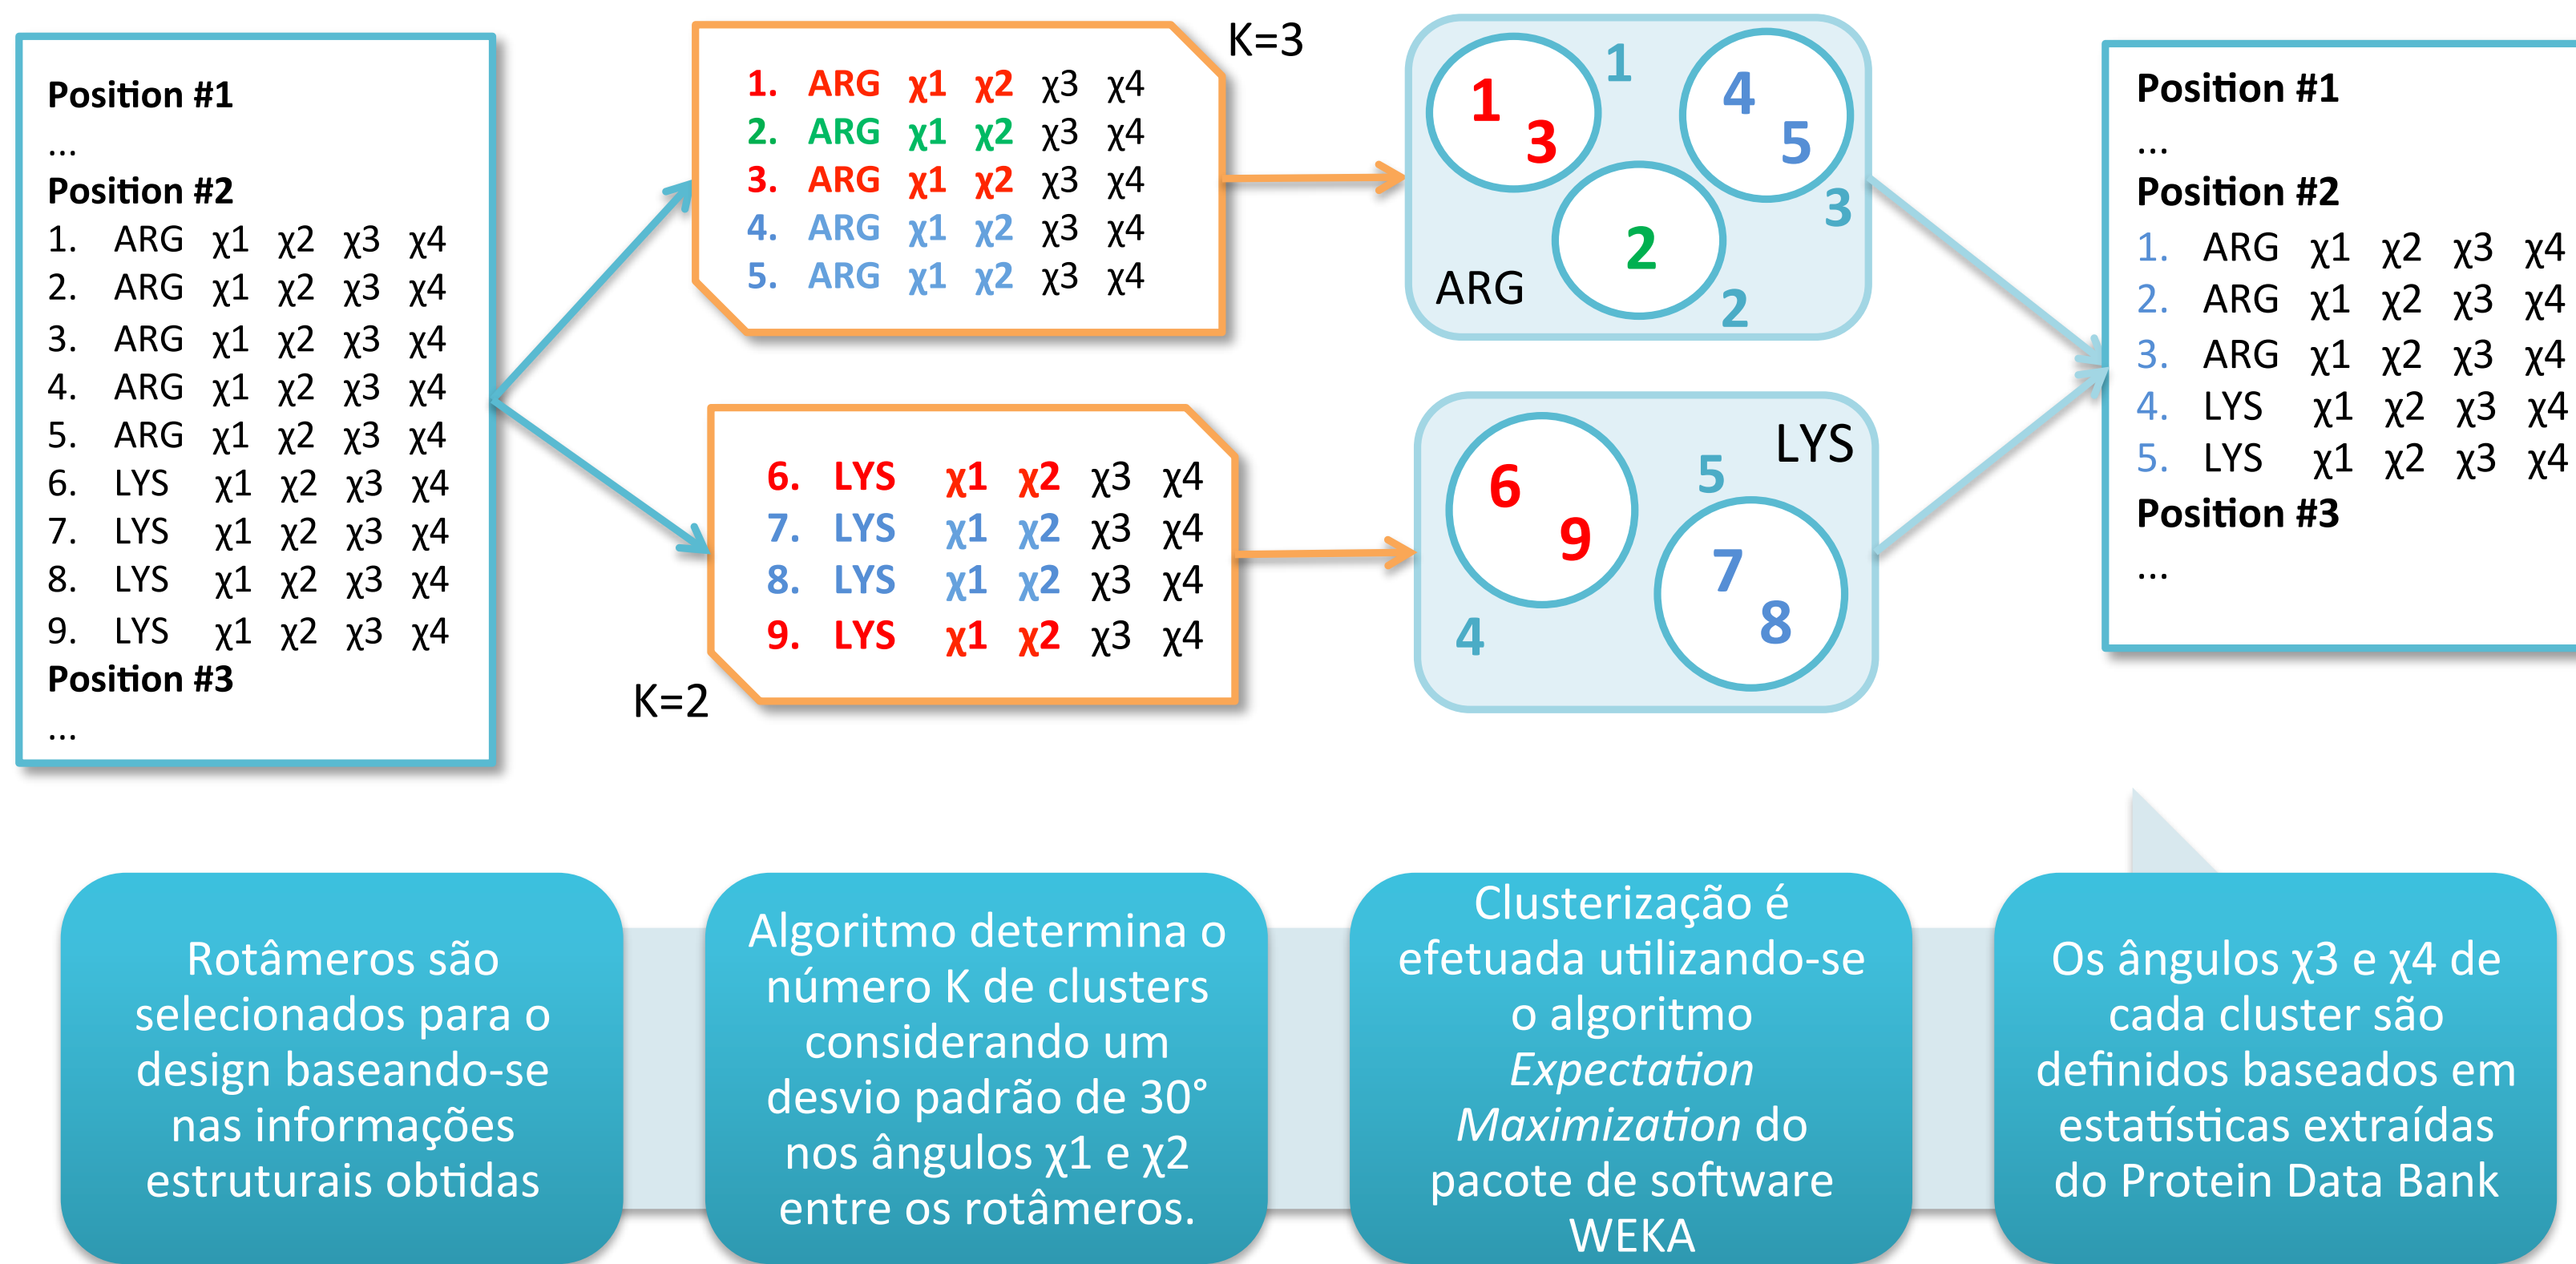 Position #1
...
Position #2
1. ARG χ1 χ2 χ3 χ4
2. ARG χ1 χ2 χ3 χ4
3. ARG χ1 χ2 χ3 χ4
4. ARG χ1 χ2 χ3 χ4
5. ARG χ1 χ2 χ3 χ4
6. LYS χ1 χ2 χ3 χ4
7. LYS χ1 χ2 χ3 χ4
8. LYS χ1 χ2 χ3 χ4
9. LYS χ1 χ2 χ3 χ4
Position #3
...
K=3
1. ARG χ1 χ2 χ3 χ4
2. ARG χ1 χ2 χ3 χ4
3. ARG χ1 χ2 χ3 χ4
4. ARG χ1 χ2 χ3 χ4
5. ARG χ1 χ2 χ3 χ4
6. LYS χ1 χ2 χ3 χ4
7. LYS χ1 χ2 χ3 χ4
8. LYS χ1 χ2 χ3 χ4
9. LYS χ1 χ2 χ3 χ4
K=2
1
3
1
4
5
3
2
2
ARG
LYS
6
9
4
5
7
8
Position #1
...
Position #2
1. ARG χ1 χ2 χ3 χ4
2. ARG χ1 χ2 χ3 χ4
3. ARG χ1 χ2 χ3 χ4
4. LYS χ1 χ2 χ3 χ4
5. LYS χ1 χ2 χ3 χ4
Position #3
...
Rotâmeros são
selecionados para o
design baseando-se
nas informações
estruturais obtidas
Algoritmo determina o
número K de clusters
considerando um
desvio padrão de 30°
nos ângulos χ1 e χ2
entre os rotâmeros.
Clusterização é
efetuada utilizando-se
o algoritmo
Expectation
Maximization do
pacote de software
WEKA
Os ângulos χ3 e χ4 de
cada cluster são
definidos baseados em
estatísticas extraídas
do Protein Data Bank